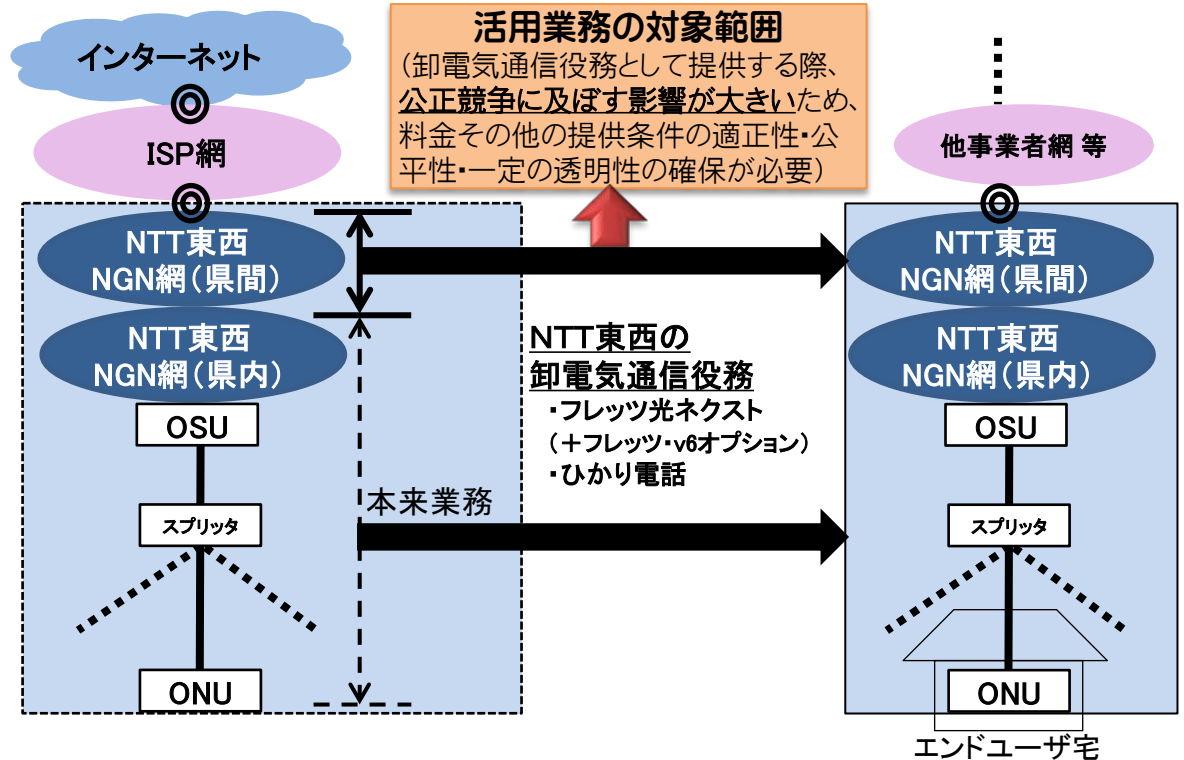 インターネット
ISP網
活用業務の対象範囲
(卸電気通信役務として提供する際、
公正競争に及ぼす影響が大きいため、
料金その他の提供条件の適正性・公
平性・一定の透明性の確保が必要)
他事業者網 等
NTT東西
NGN網(県間)
NTT東西
NGN網(県内)
OSU
スプリッタ
ONU
本来業務
NTT東西の
卸電気通信役務
・フレッツ光ネクスト
(+フレッツ・v6オプション)
・ひかり電話
NTT東西
NGN網(県間)
NTT東西
NGN網(県内)
OSU
スプリッタ
ONU
エンドユーザ宅